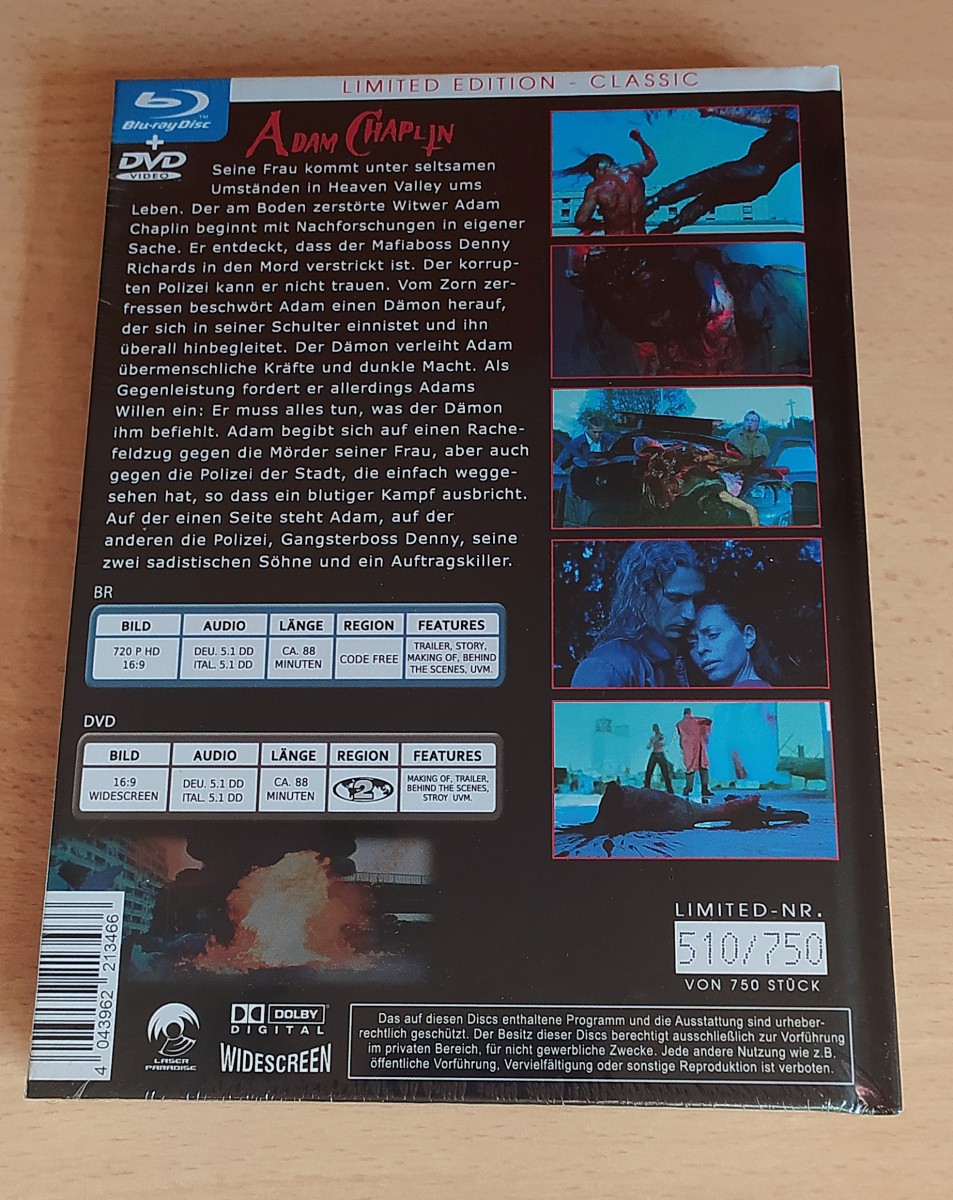 LIMITED EDITION - CLASSIC
Blu-ray Disc™
+
DVD
VIDEO
ADAM CHAPLIN
Seine Frau kommt unter seltsamen
Umständen in Heaven Valley ums
Leben. Der am Boden zerstörte Witwer Adam
Chaplin beginnt mit Nachforschungen in eigener
Sache. Er entdeckt, dass der Mafiaboss Denny
Richards in den Mord verstrickt ist. Der korrup-
ten Polizei kann er nicht trauen. Vom Zorn zer-
fressen beschwört Adam einen Dämon herauf,
der sich in seiner Schulter einnistet und ihn
überall hinbegleitet. Der Dämon verleiht Adam
übermenschliche Kräfte und dunkle Macht. Als
Gegenleistung fordert er allerdings Adams
Willen ein: Er muss alles tun, was der Dämon
ihm befiehlt. Adam begibt sich auf einen Rache-
feldzug gegen die Mörder seiner Frau, aber auch
gegen die Polizei der Stadt, die einfach wegge-
sehen hat, so dass ein blutiger Kampf ausbricht.
Auf der einen Seite steht Adam, auf der
anderen die Polizei, Gangsterboss Denny, seine
zwei sadistischen Söhne und ein Auftragskiller.
BR
BILD AUDIO LÄNGE REGION FEATURES
720 P HD
16:9
DEU. 5.1 DD
ITAL. 5.1 DD
CA. 88
MINUTEN
CODE FREE
TRAILER, STORY,
MAKING OF, BEHIND
THE SCENES, UVM.
DVD
BILD AUDIO LÄNGE REGION FEATURES
16:9
WIDESCREEN
DEU. 5.1 DD
ITAL. 5.1 DD
CA. 88
MINUTEN
2
MAKING OF, TRAILER,
BEHIND THE SCENES,
STROY UVM.
LIMITED-NR.
510/750
VON 750 STÜCK
4 043962 213466
LASER
PARADISE
DOLBY
DIGITAL
WIDESCREEN
Das auf diesen Discs enthaltene Programm und die Ausstattung sind urheber-
rechtlich geschützt. Der Besitz dieser Discs berechtigt ausschließlich zur Vorführung
im privaten Bereich, für nicht gewerbliche Zwecke. Jede andere Nutzung wie z.B.
öffentliche Vorführung, Vervielfältigung oder sonstige Reproduktion ist verboten.